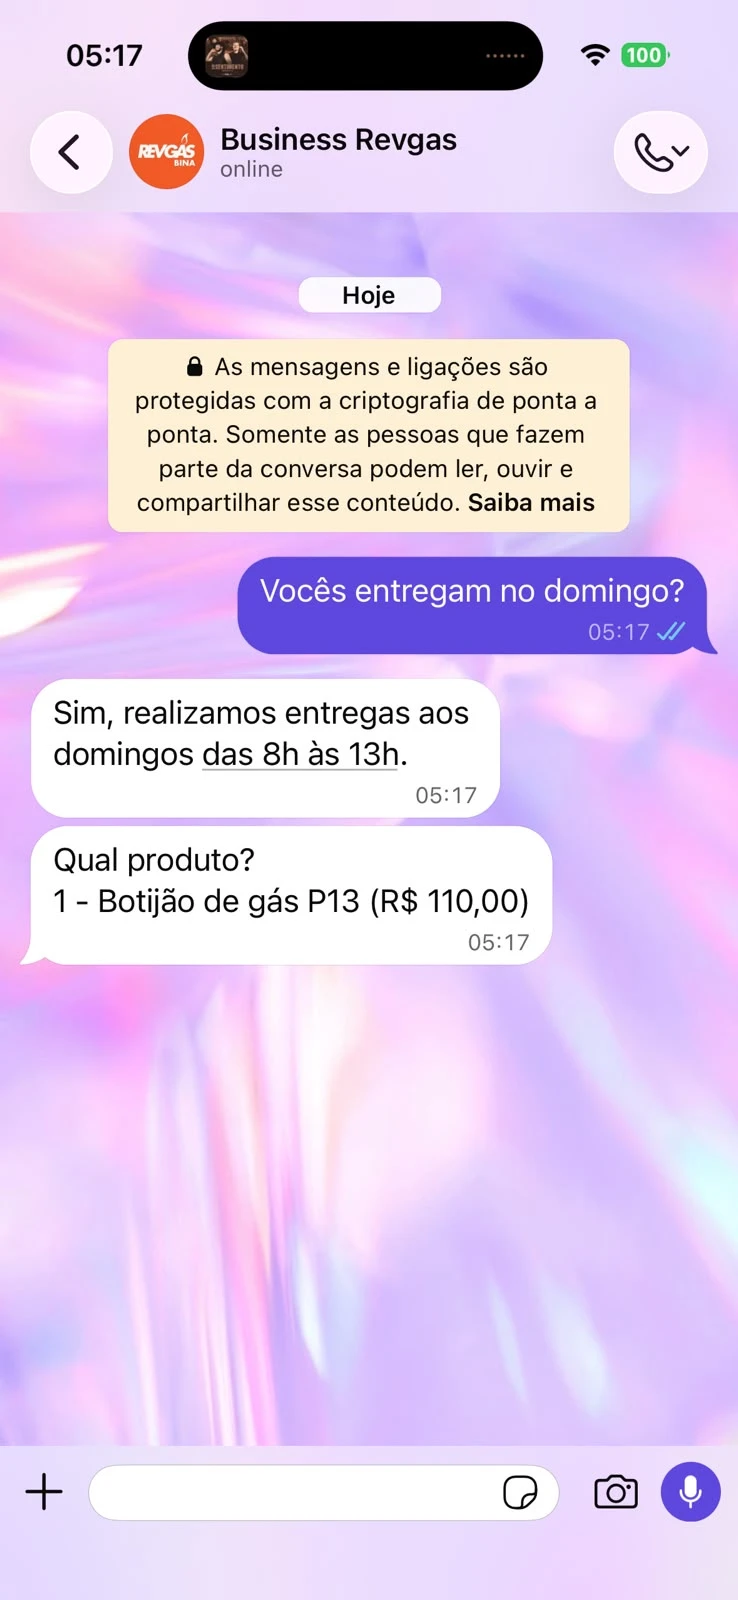 05:17
100
REVGÁS
BINA
Business Revgas
online
Hoje
As mensagens e ligações são
protegidas com a criptografia de ponta a
ponta. Somente as pessoas que fazem
parte da conversa podem ler, ouvir e
compartilhar esse conteúdo. Saiba mais
Vocês entregam no domingo?
05:17
Sim, realizamos entregas aos
domingos das 8h às 13h.
05:17
Qual produto?
1 - Botijão de gás P13 (R$ 110,00)
05:17